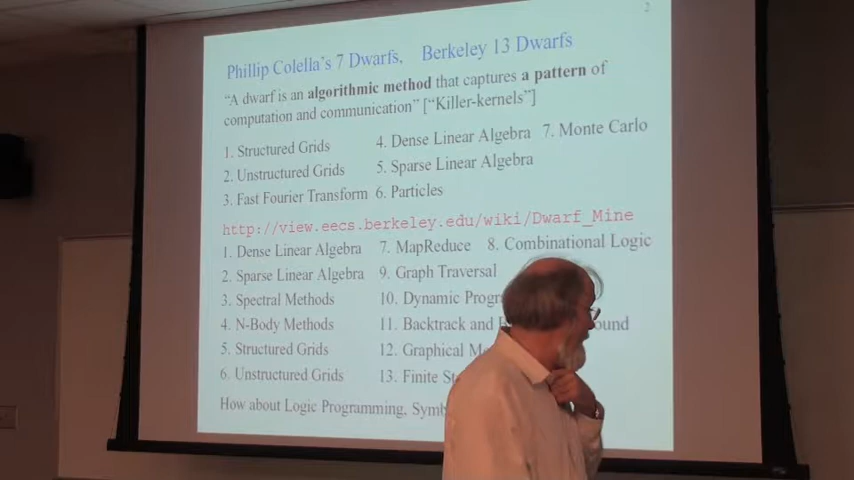 2
Phillip Colella's 7 Dwarfs, Berkeley 13 Dwarfs
"A dwarf is an algorithmic method that captures a pattern of
computation and communication" ["Killer-kernels"]
1. Structured Grids 4. Dense Linear Algebra 7. Monte Carlo
2. Unstructured Grids 5. Sparse Linear Algebra
3. Fast Fourier Transform 6. Particles
http://view.eecs.berkeley.edu/wiki/Dwarf_Mine
1. Dense Linear Algebra 7. MapReduce 8. Combinational Logic
2. Sparse Linear Algebra 9. Graph Traversal
3. Spectral Methods 10. Dynamic
4. N-Body Methods 11. Backtrack and
5. Structured Grids 12. Graphical
6. Unstructured Grids 13. Finite
How about Logic Programming,